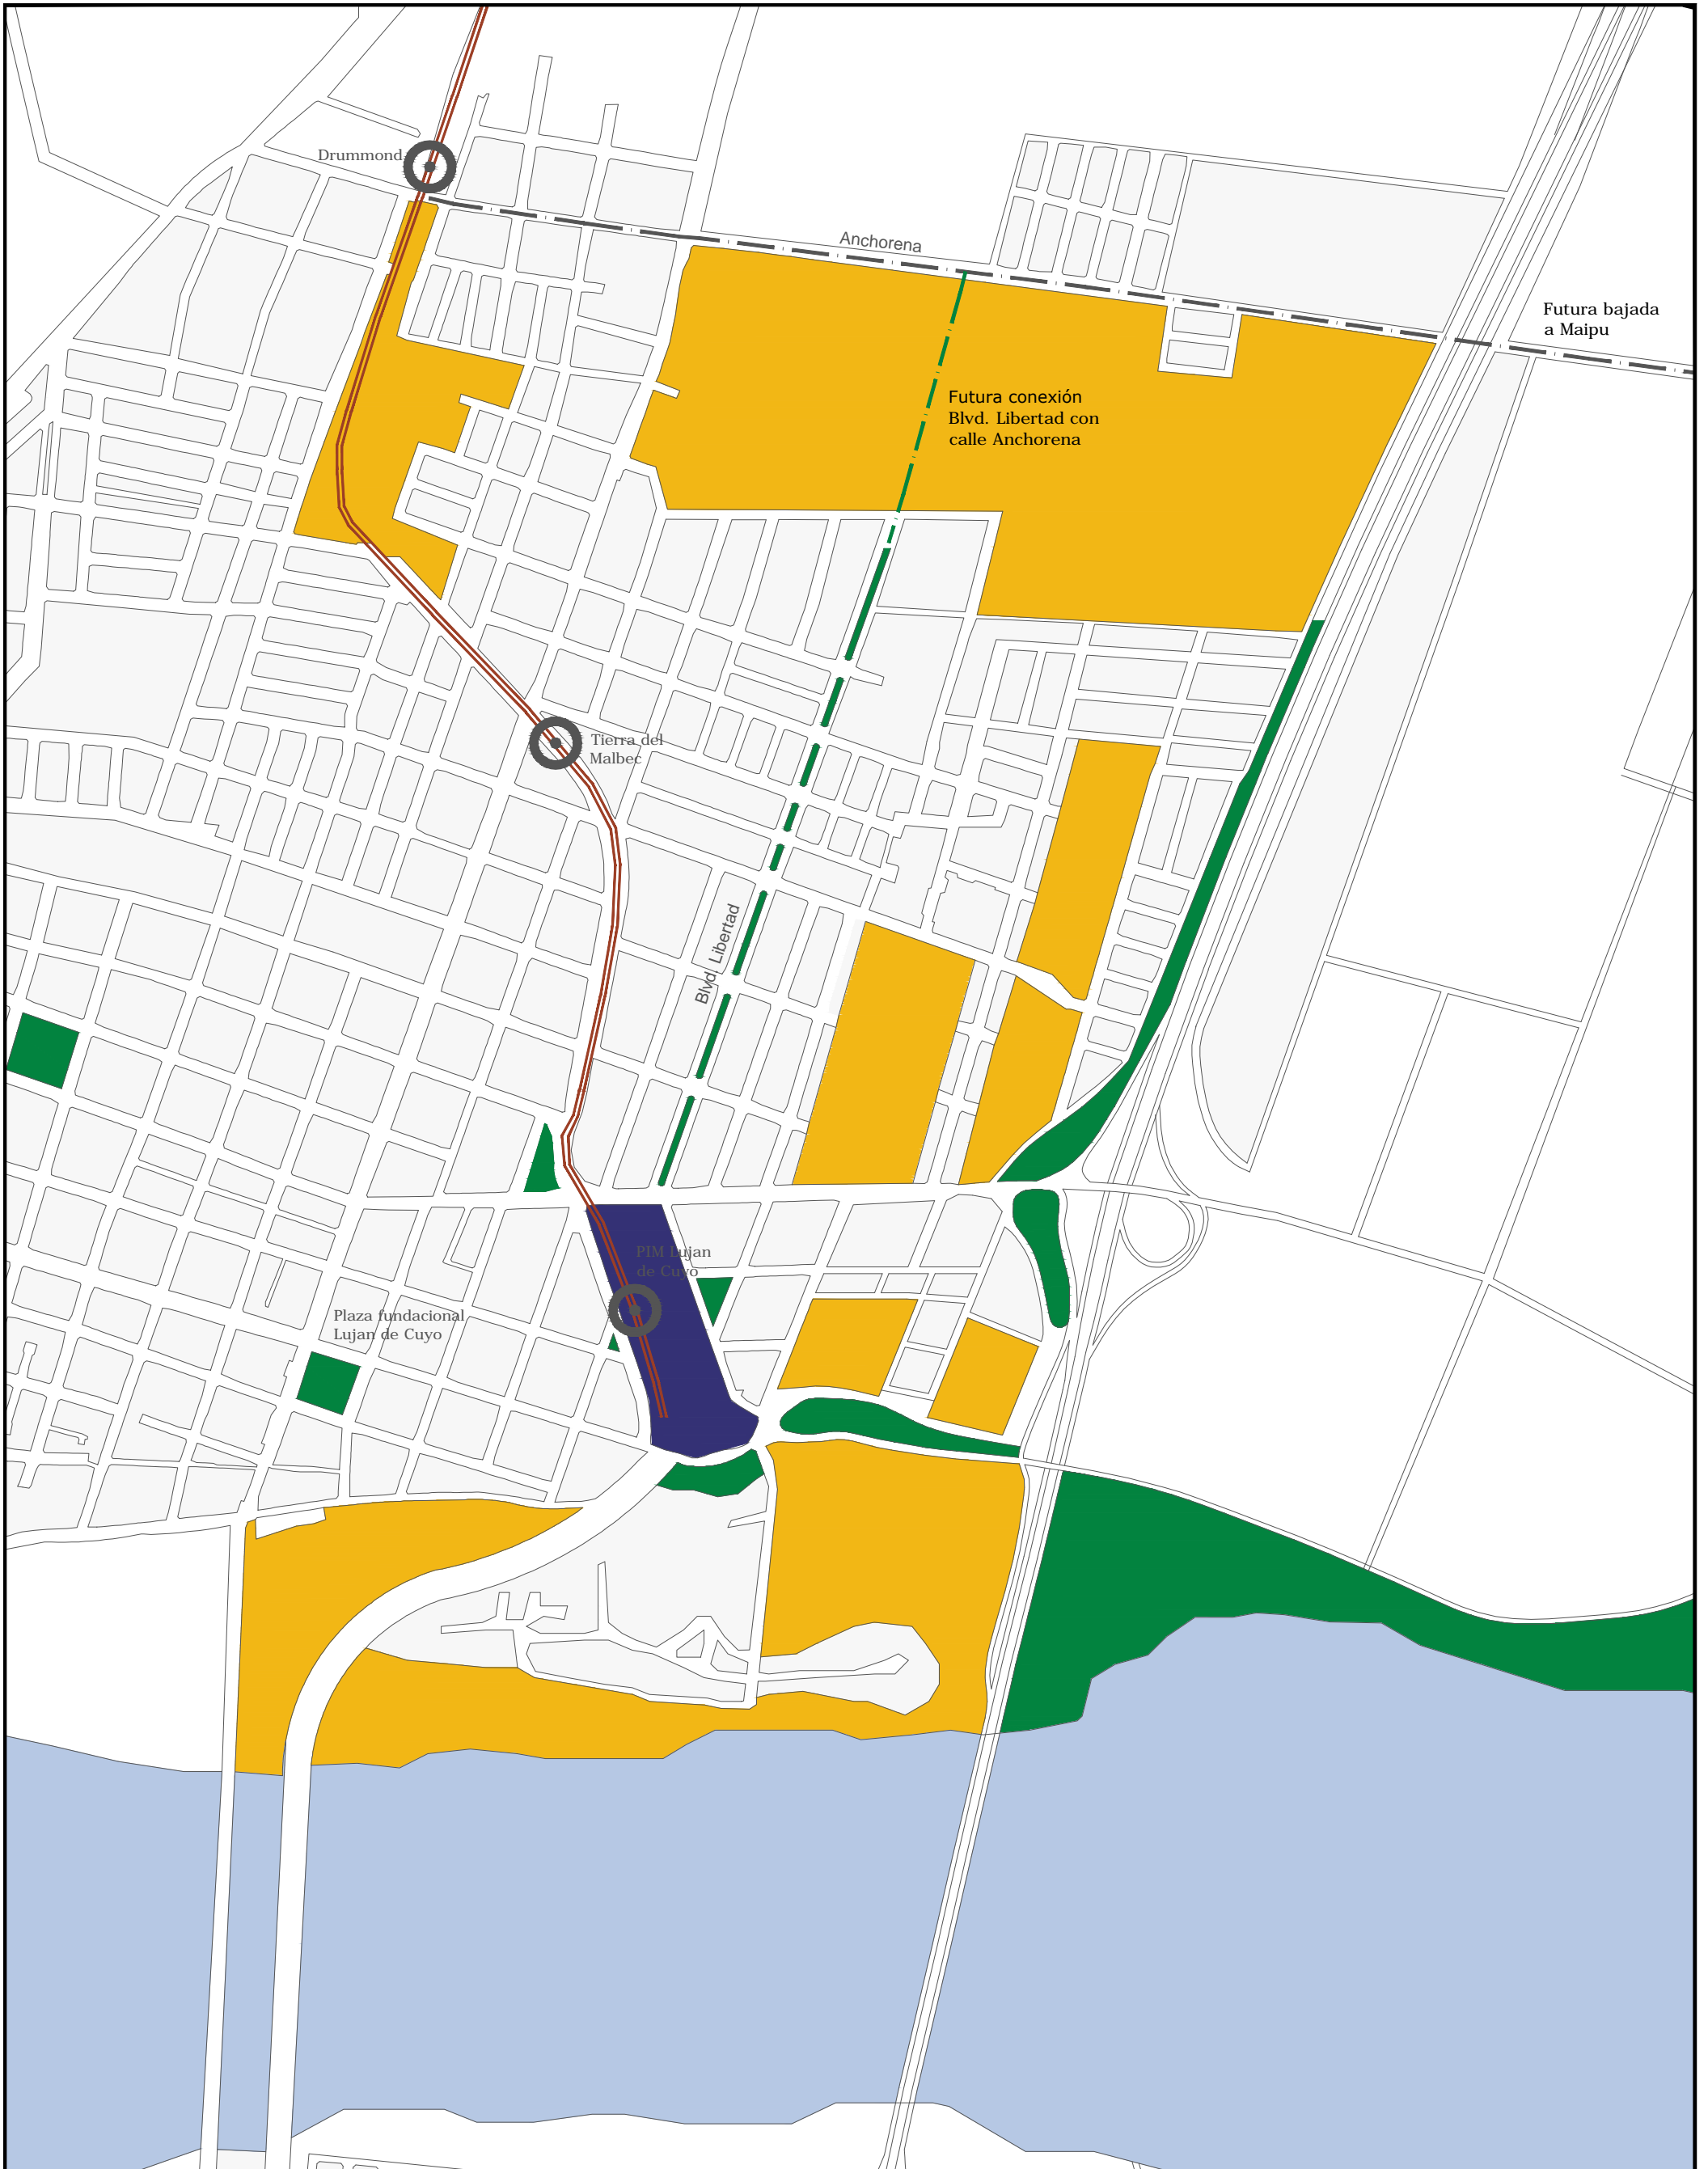 Drummond
Anchorena
Futura bajada
a Maipu
Futura conexión
Blvd. Libertad con
calle Anchorena
Tierra del
Malbec
Blvd. Libertad
PIM Lujan
de Cuyo
Plaza fundacional
Lujan de Cuyo